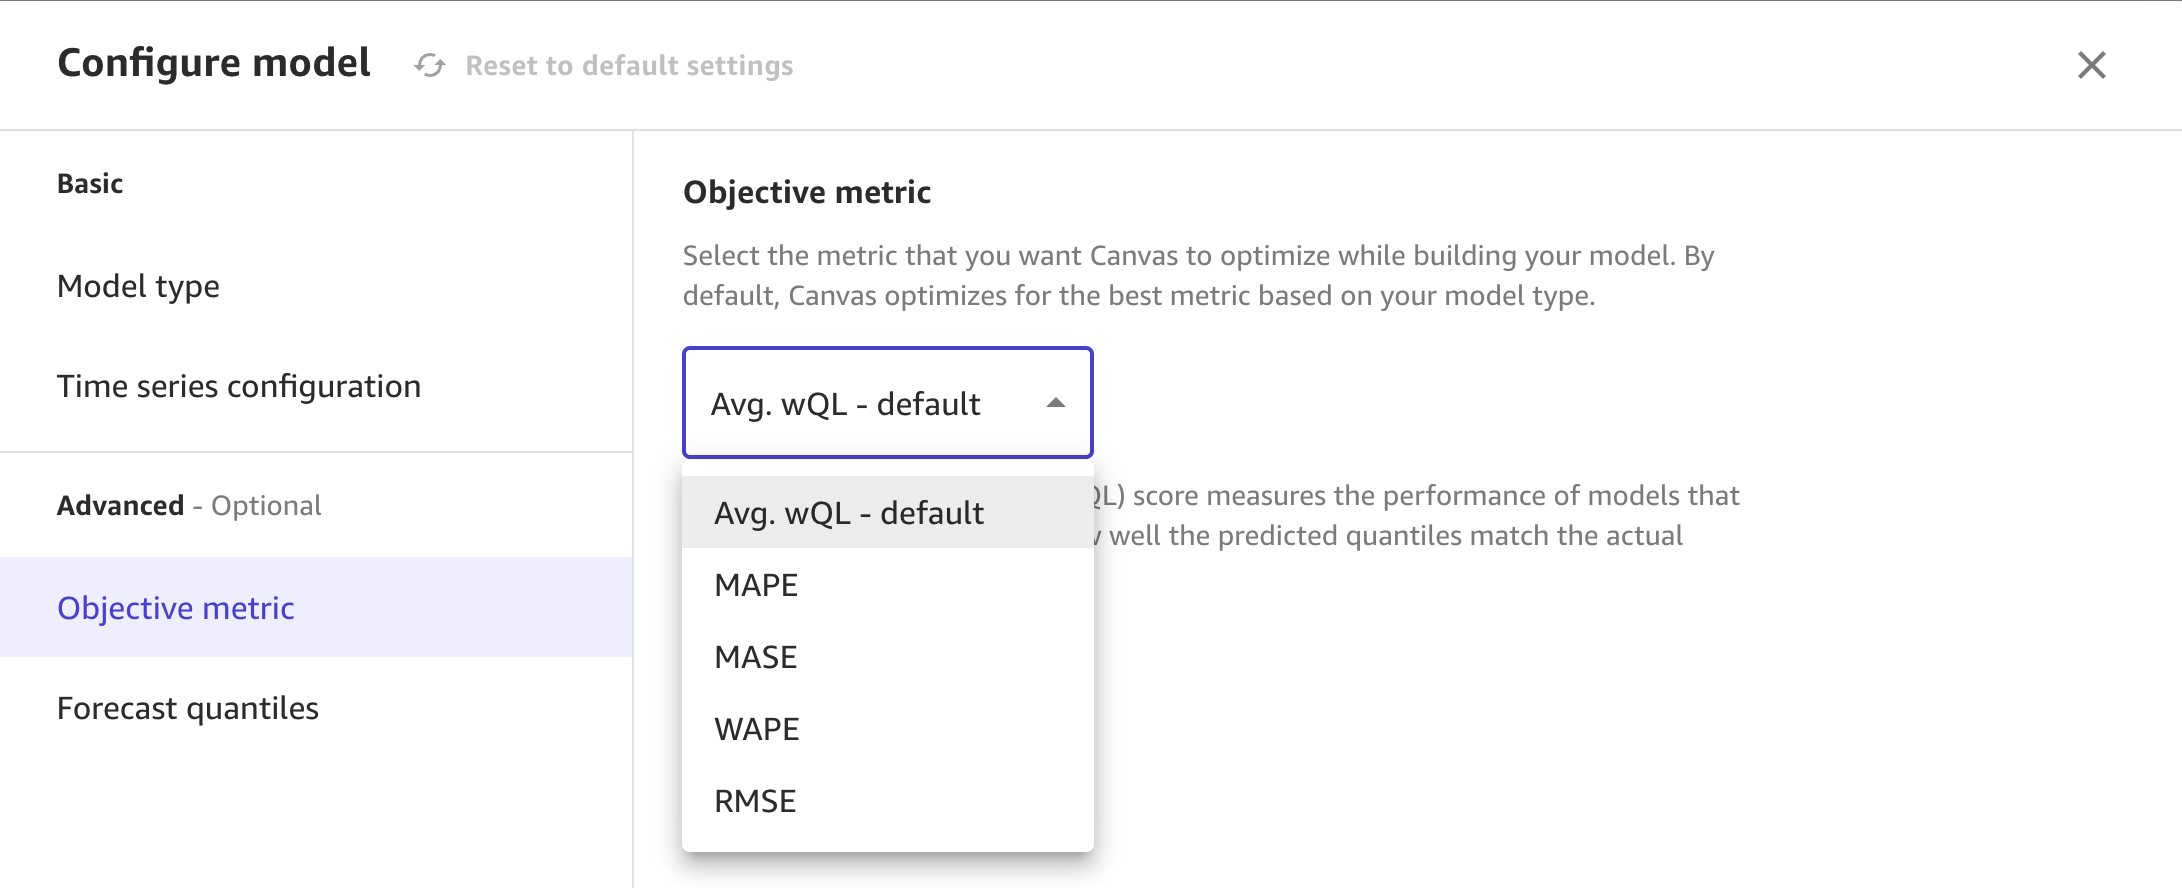 Configure model
Reset to default settings
Basic
Model type
Time series configuration
Advanced - Optional
Objective metric
Forecast quantiles
Objective metric
Select the metric that you want Canvas to optimize while building your model. By
default, Canvas optimizes for the best metric based on your model type.
Avg. wQL - default
score measures the performance of models that
well the predicted quantiles match the actual
Avg. wQL - default
MAPE
MASE
WAPE
RMSE